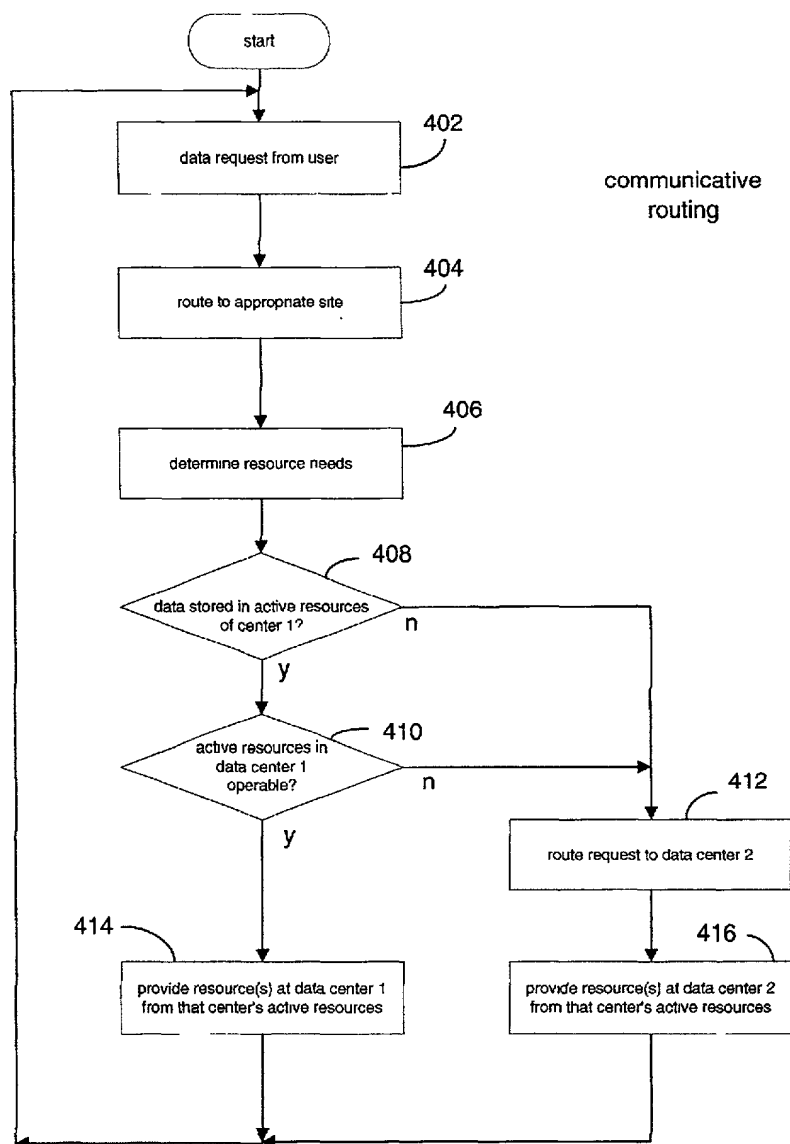 start
402
data request from user
communicative
routing
404
route to appropnate site
406
determine resource needs
408
data stored in active resources
of center 1?
n
y
410
active resources in
data center 1
operable?
n
y
412
route request to data center 2
414
416
provide resource(s) at data center 1
from that center's active resources
provide resource(s) at data center 2
from that center's active resources